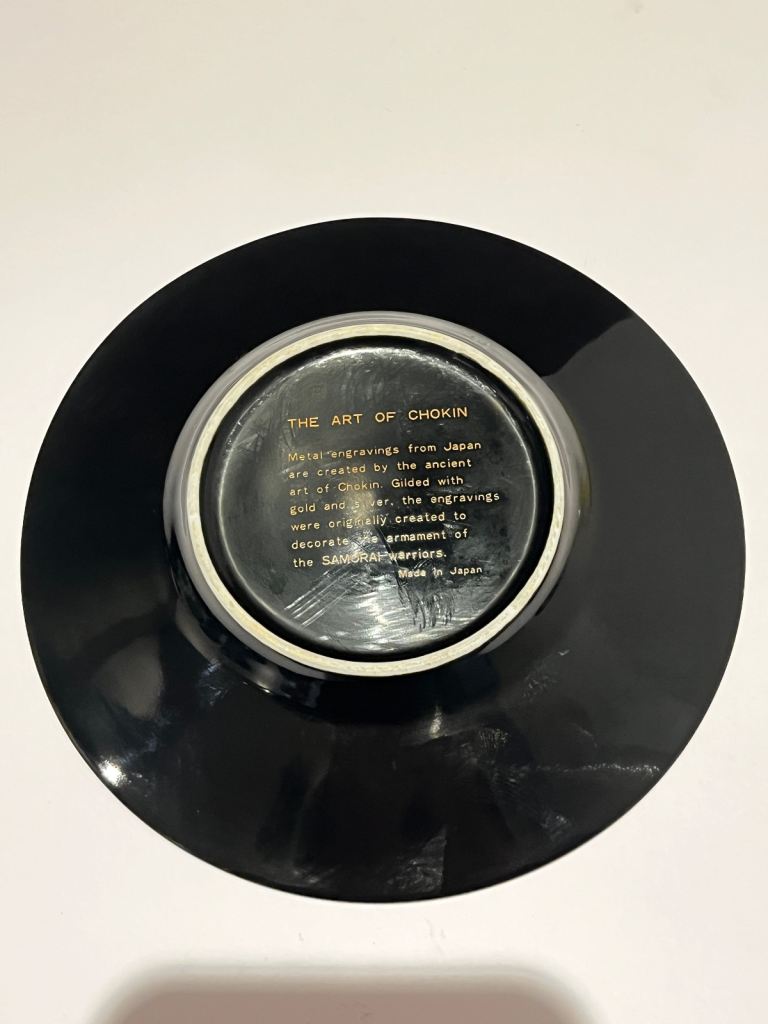 THE ART OF CHOKIN
Metal engravings from Japan
are created by the ancient
art of Chokin. Gilded with
gold and silver, the engravings
were originally created to
decorate the armament of
the SAMORAI warriors.
Made in Japan